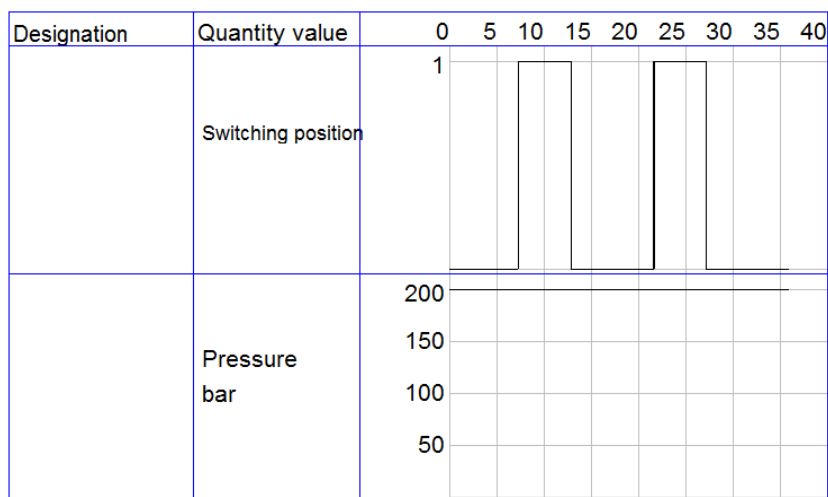 Designation Quantity value 0 5 10 15 20 25 30 35 40
1
Switching position
200
150
Pressure
bar
100
50